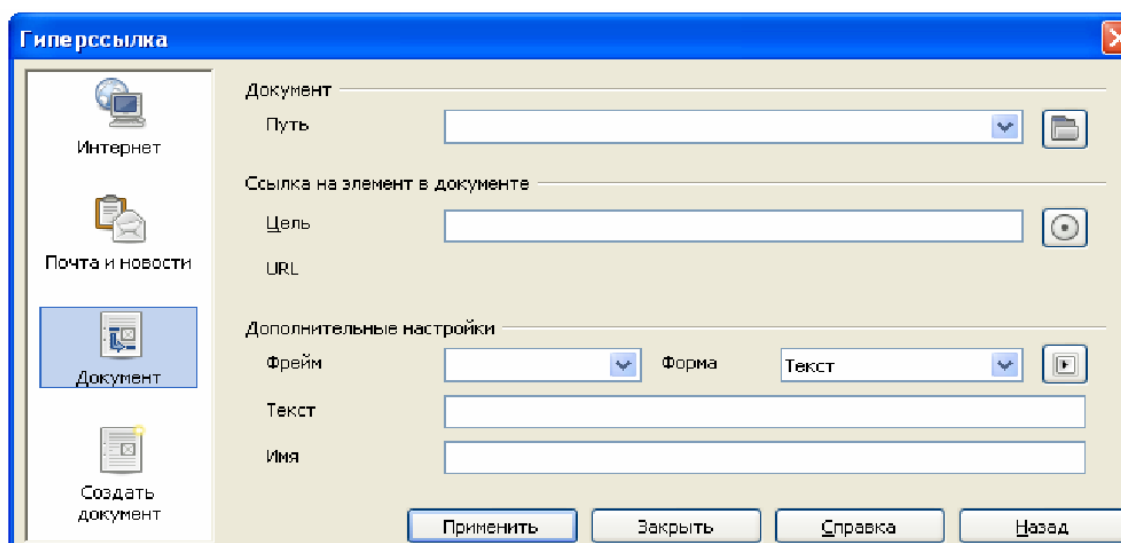 Гиперссылка
Интернет
Почта и новости
Документ
Создать
документ
Документ
Путь
Ссылка на элемент в документе
Цель
URL
Дополнительные настройки
Фрейм Форма Текст
Текст
Имя
Применить Закрыть Справка Назад